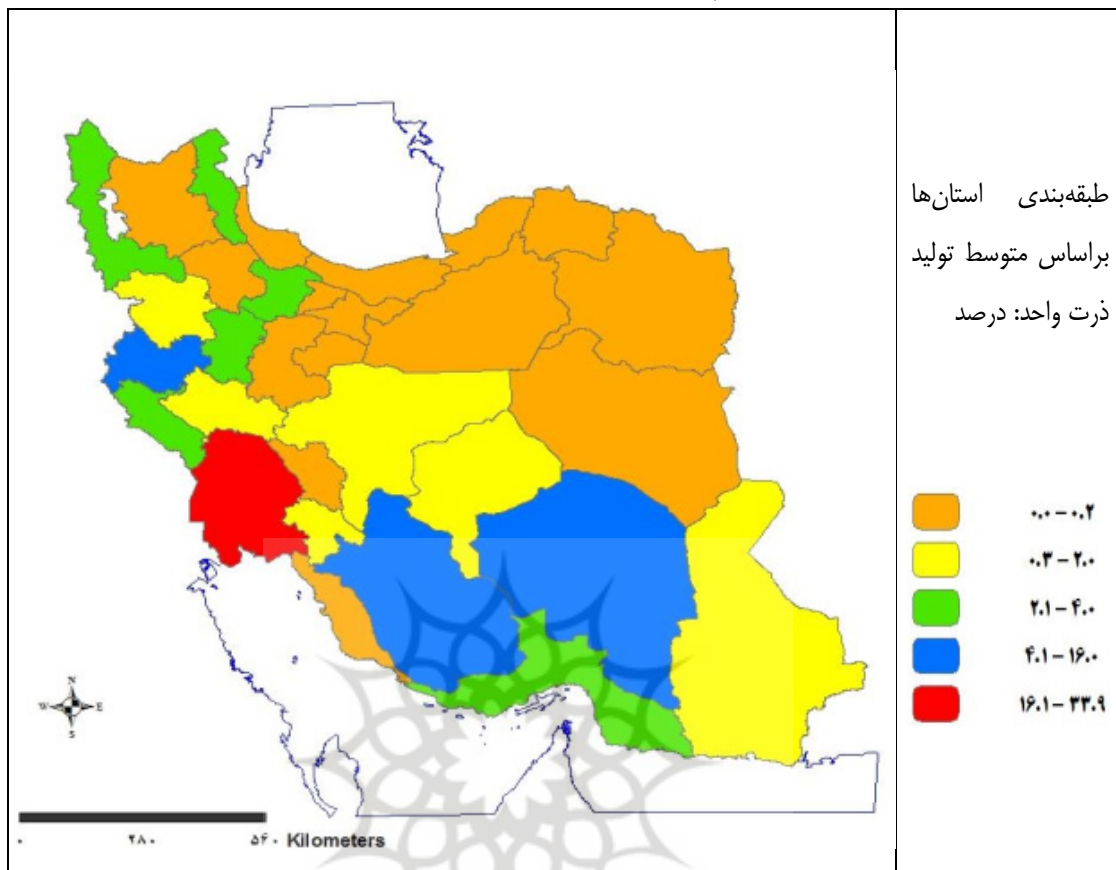 طبقه‌بندی استان‌ها
براساس متوسط تولید
ذرت واحد: درصد
۰.۰ – ۰.۲
۰.۳ – ۲.۰
۲.۱ – ۴.۰
۴.۱ – ۱۶.۰
۱۶.۱ – ۳۳.۹
N
W E
S
۰ ۲۸۰ ۵۶۰ Kilometers